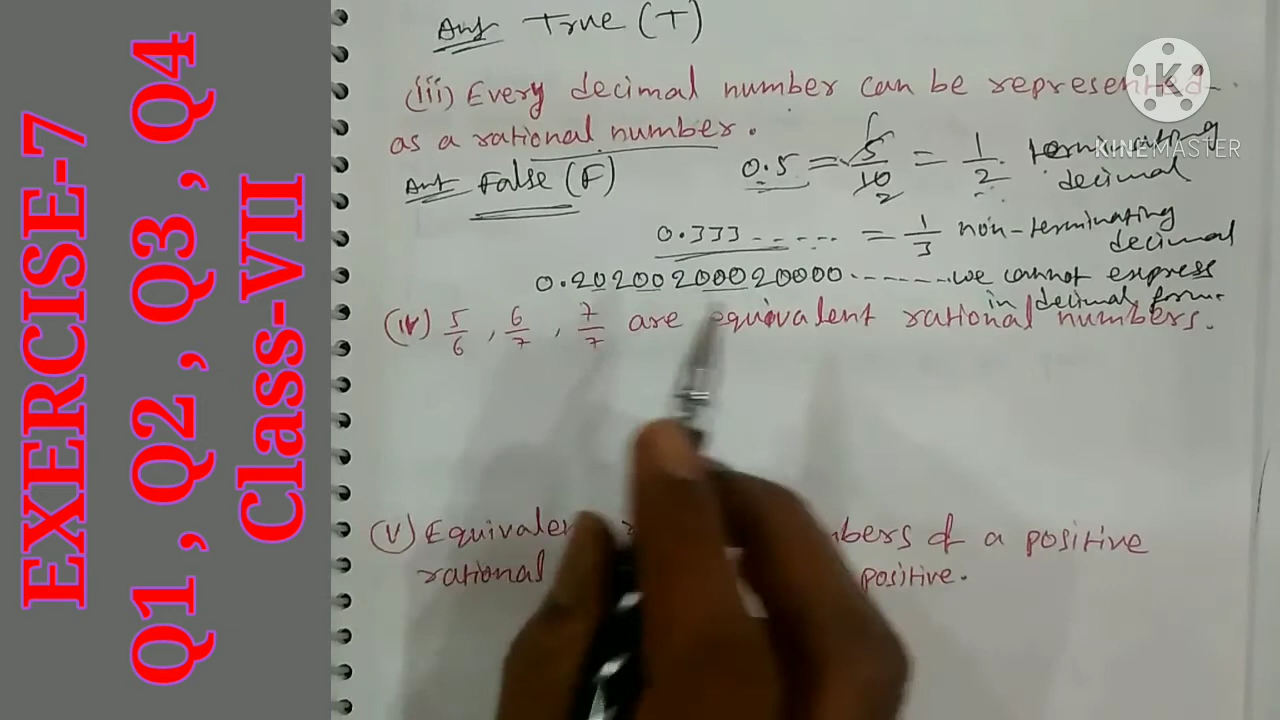 EXERCISE-7
Q1 , Q2 , Q3 , Q4
Class-VII
Ans True (T)
(iii) Every decimal number can be represented
as a rational number.
Ans False (F)
0.5 = 5/10 = 1/2 terminating
decimal
0.333...... = 1/3 non-terminating
decimal
0.20200200020000........we cannot express
in decimal form.
(iv) 5/6 , 6/7 , 7/7 are equivalent rational numbers.
(v) Equivalen
bers of a positive
rational
positive.
K
KINEMASTER
2